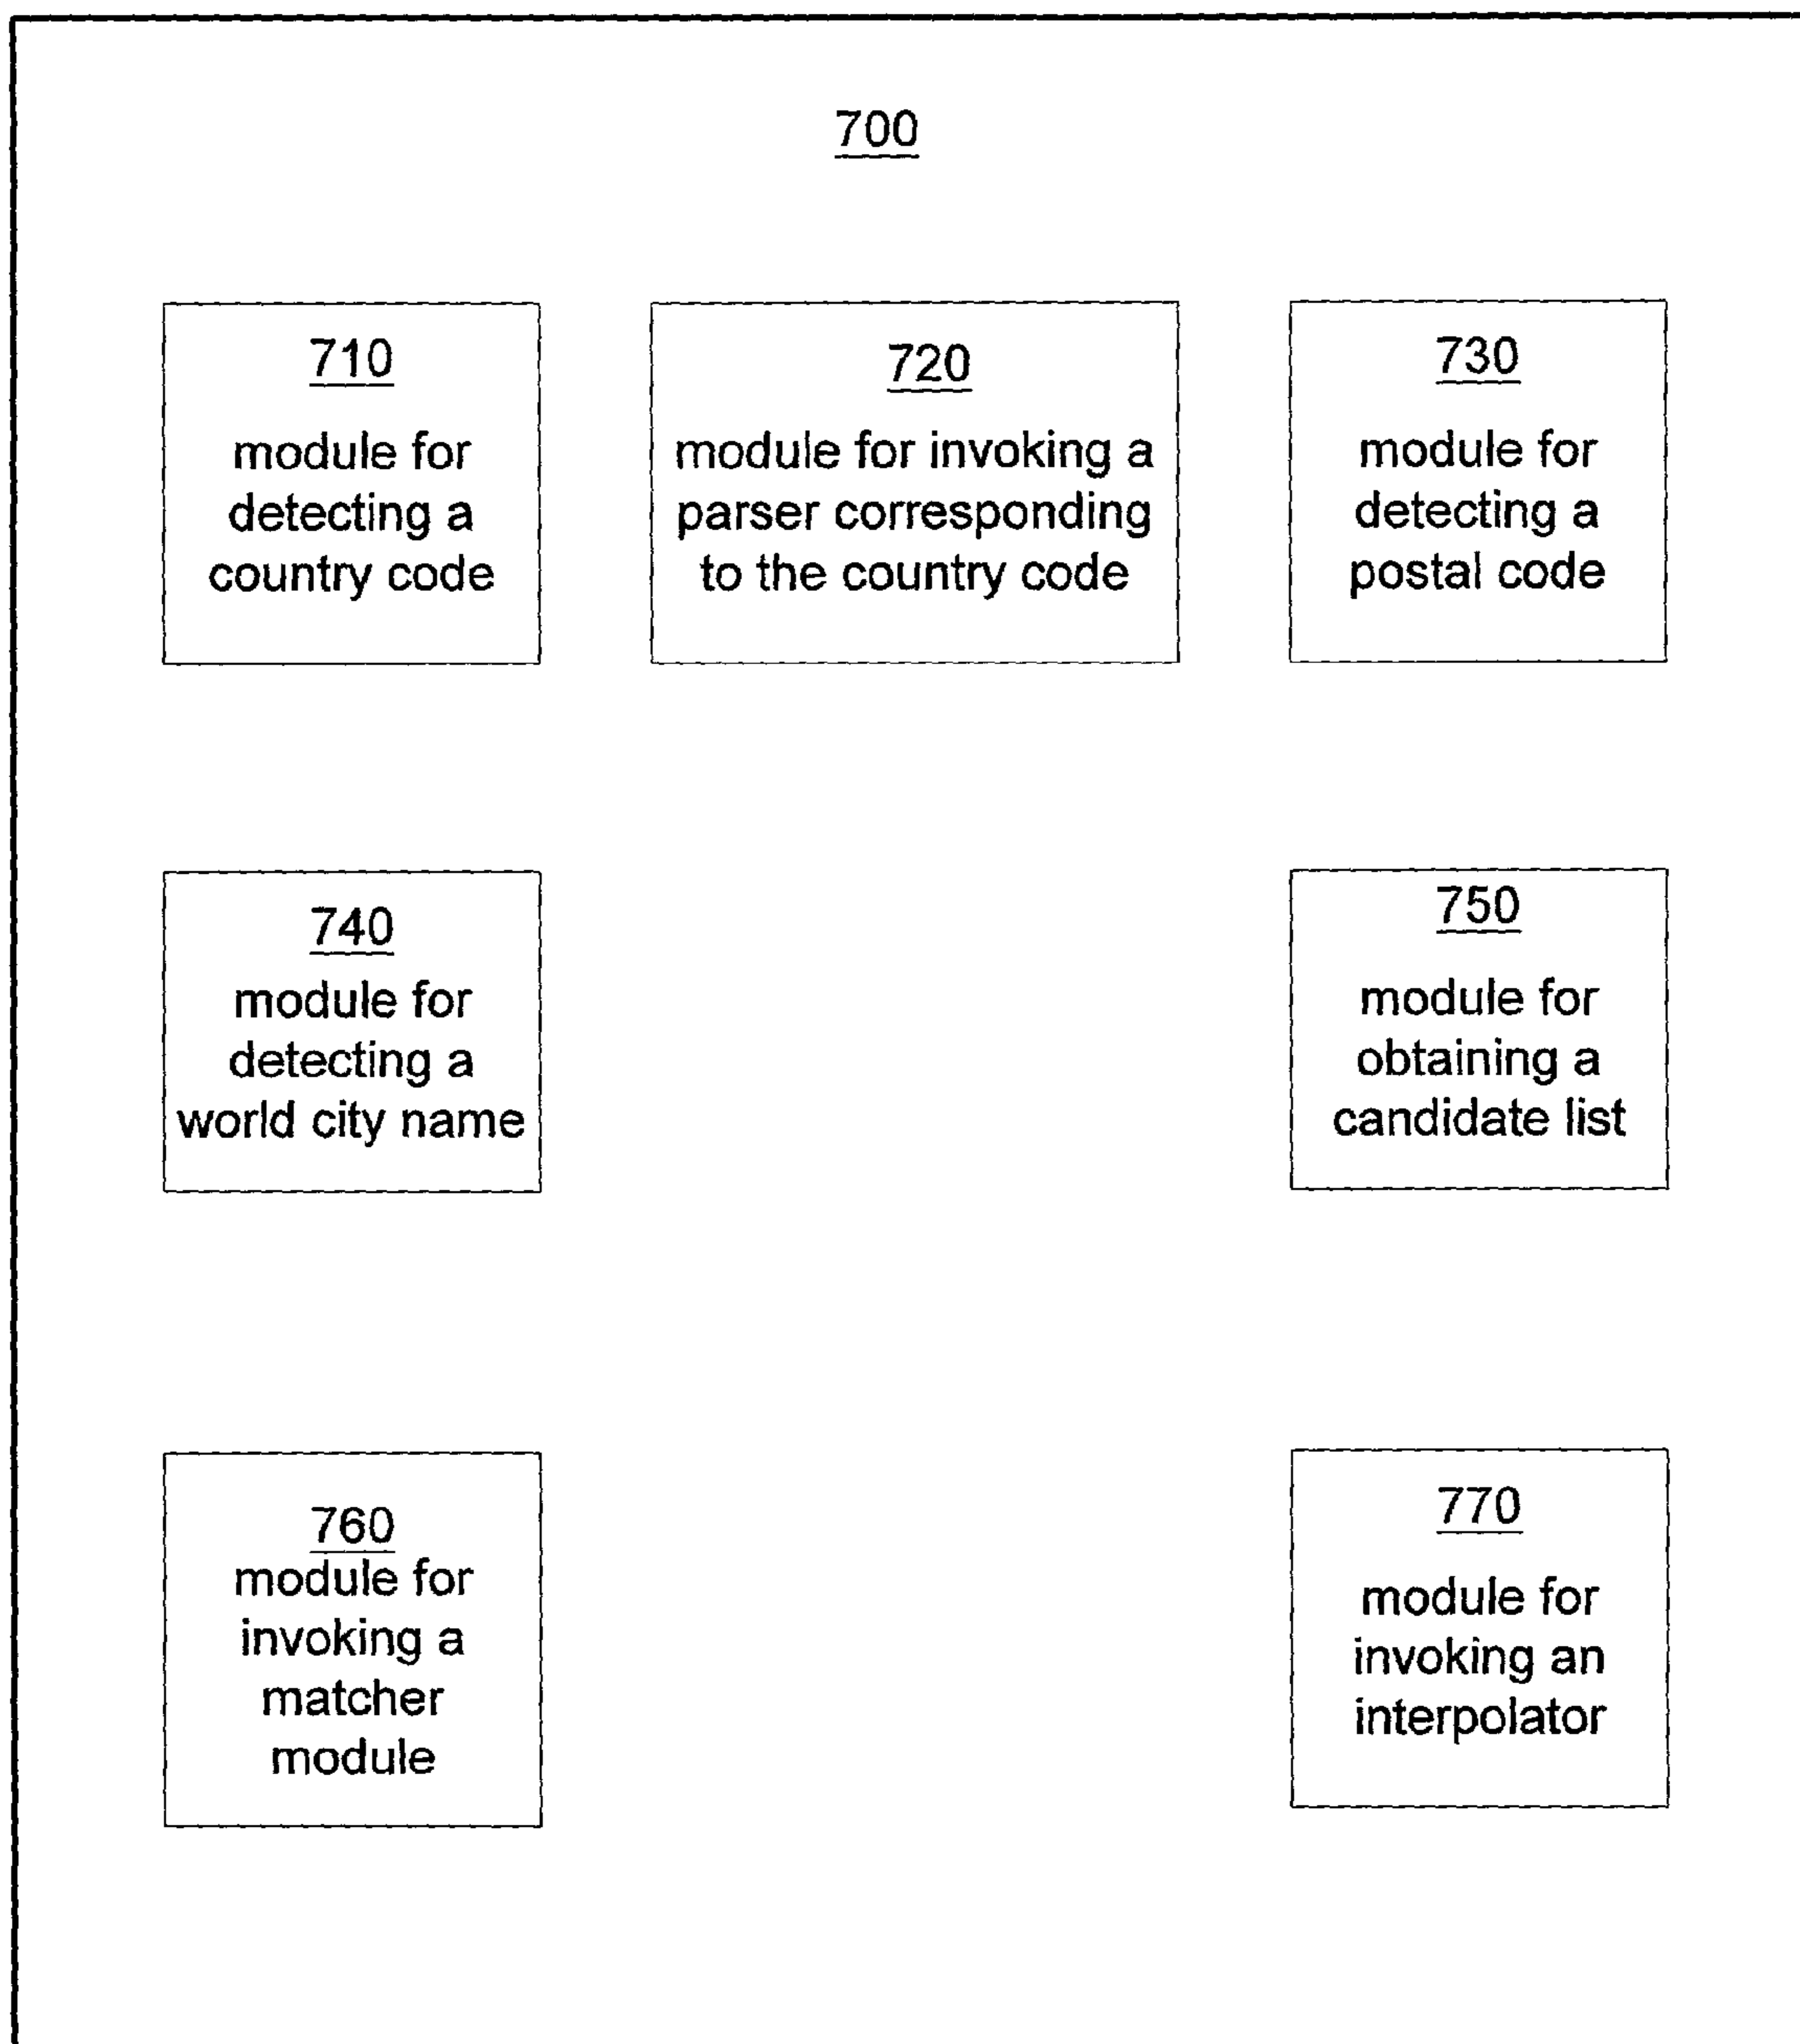 700
710
module for
detecting a
country code
720
module for invoking a
parser corresponding
to the country code
730
module for
detecting a
postal code
740
module for
detecting a
world city name
750
module for
obtaining a
candidate list
760
module for
invoking a
matcher
module
770
module for
invoking an
interpolator